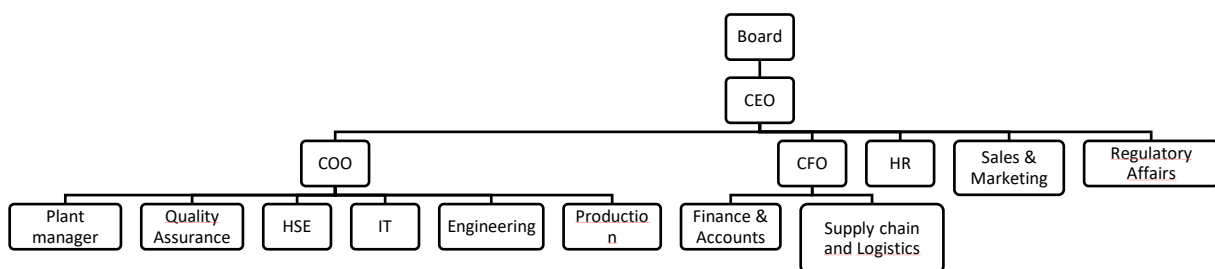 Board
CEO
COO
CFO
HR
Sales &
Marketing
Regulatory
Affairs
Plant
manager
Quality
Assurance
HSE
IT
Engineering
Productio
n
Finance &
Accounts
Supply chain
and Logistics